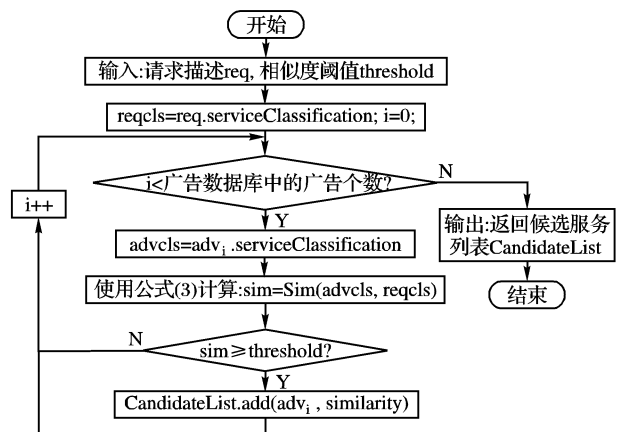 开始
输入:请求描述req, 相似度阈值threshold
reqcls=req.serviceClassification; i=0;
i<广告数据库中的广告个数?
N
i++
Y
输出:返回候选服务
列表CandidateList
advcls=advi .serviceClassification
使用公式(3)计算:sim=Sim(advcls, reqcls)
结束
N
sim≥threshold?
Y
CandidateList.add(advi , similarity)